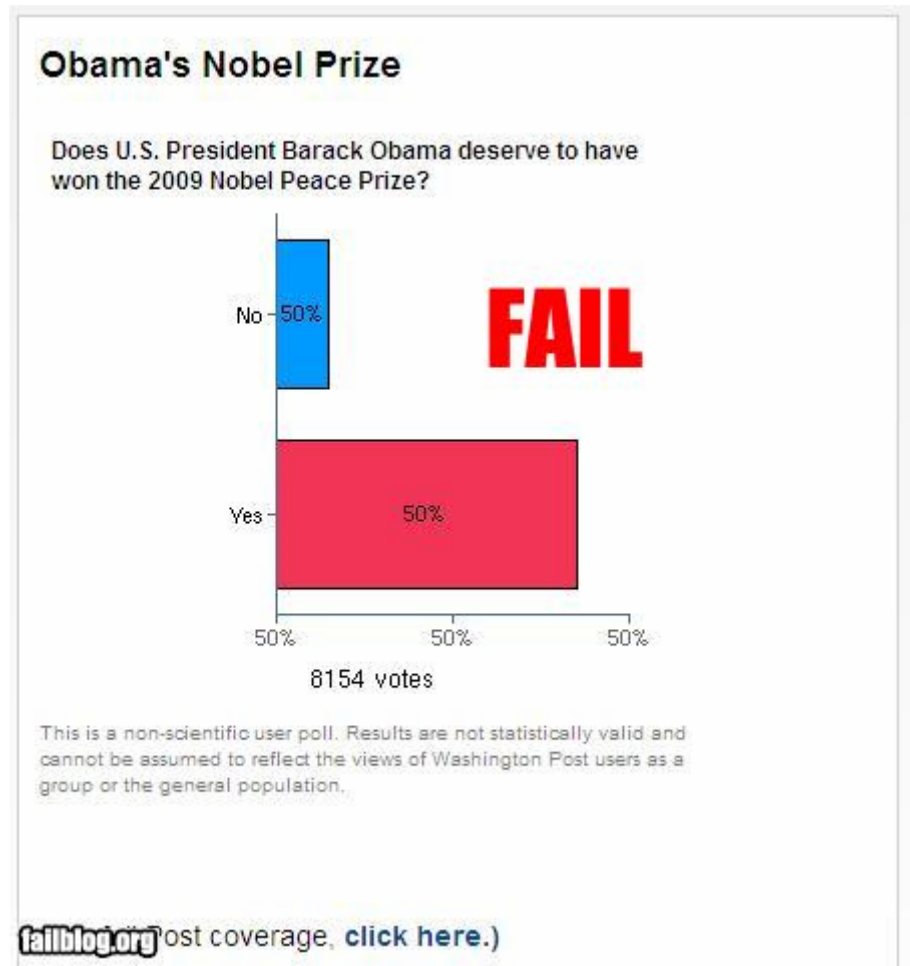 Obama's Nobel Prize
Does U.S. President Barack Obama deserve to have
won the 2009 Nobel Peace Prize?
No
50%
FAIL
Yes
50%
50% 50% 50%
8154 votes
This is a non-scientific user poll. Results are not statistically valid and
cannot be assumed to reflect the views of Washington Post users as a
group or the general population.
failblog.org Post coverage, click here.)